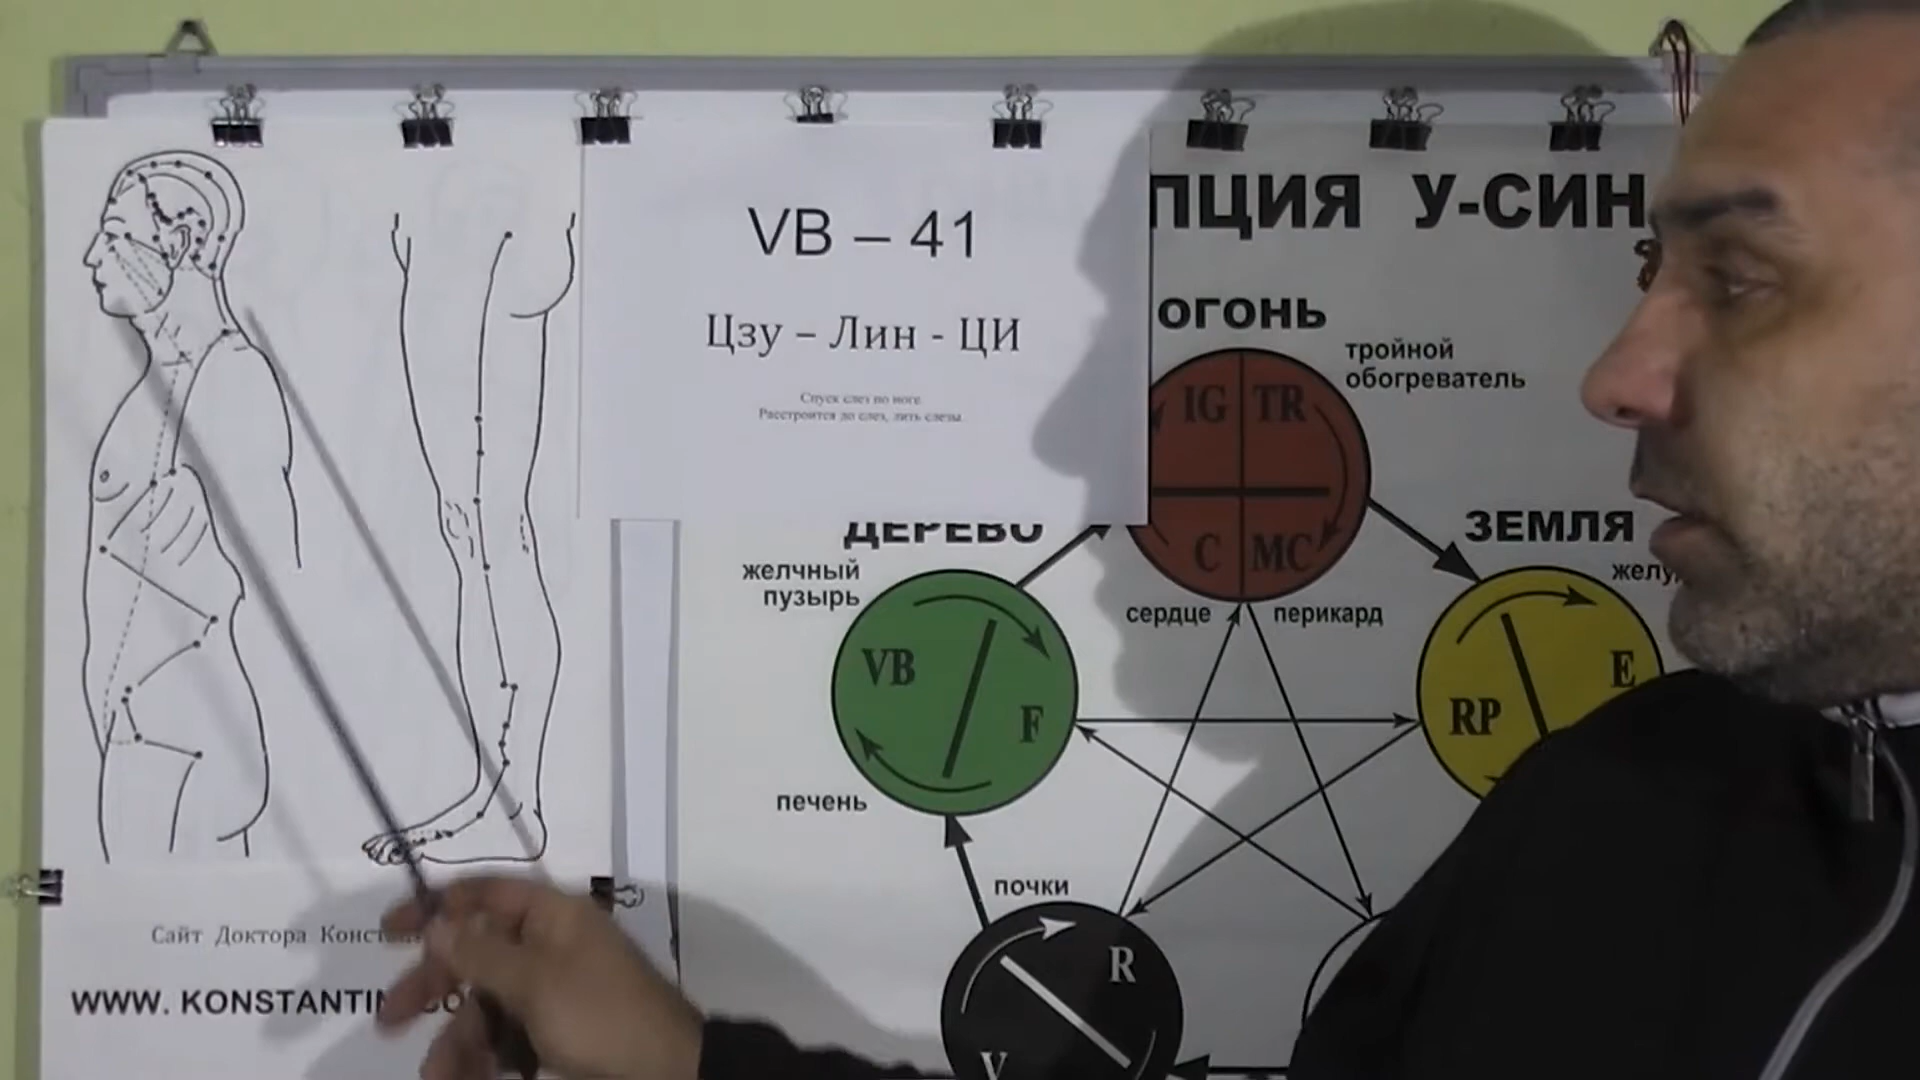 VB – 41
Цзу – Лин - ЦИ
Спуск слез по ноге.
Расстроится до слез, лить слезы.
ПЦИЯ У-СИН
ОГОНЬ
тройной
обогреватель
IG TR
C MC
сердце перикард
ДЕРЕВО
желчный
пузырь
VB
F
печень
ЗЕМЛЯ
E
RP
почки
R
V
Сайт Доктора
WWW. KONSTANTIN